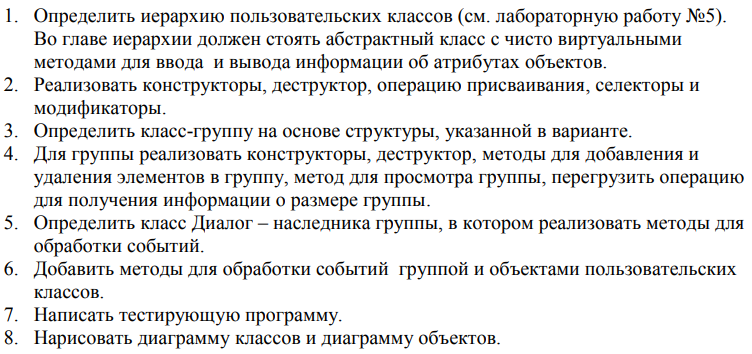 1. Определить иерархию пользовательских классов (см. лабораторную работу №5).
Во главе иерархии должен стоять абстрактный класс с чисто виртуальными
методами для ввода и вывода информации об атрибутах объектов.
2. Реализовать конструкторы, деструктор, операцию присваивания, селекторы и
модификаторы.
3. Определить класс-группу на основе структуры, указанной в варианте.
4. Для группы реализовать конструкторы, деструктор, методы для добавления и
удаления элементов в группу, метод для просмотра группы, перегрузить операцию
для получения информации о размере группы.
5. Определить класс Диалог – наследника группы, в котором реализовать методы для
обработки событий.
6. Добавить методы для обработки событий группой и объектами пользовательских
классов.
7. Написать тестирующую программу.
8. Нарисовать диаграмму классов и диаграмму объектов.